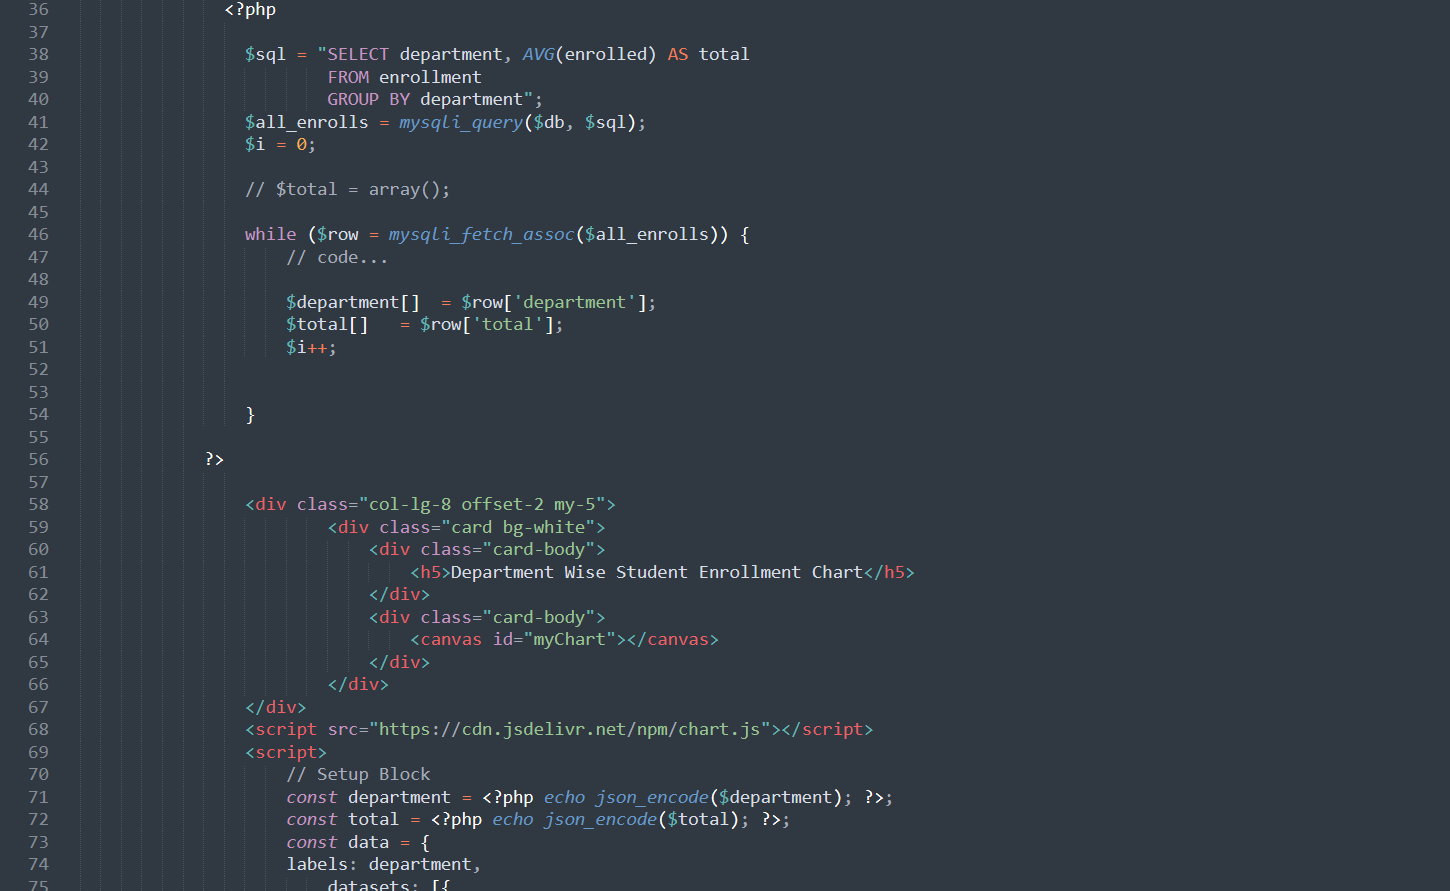 36 <?php
37
38 $sql = "SELECT department, AVG(enrolled) AS total
39 FROM enrollment
40 GROUP BY department";
41 $all_enrolls = mysqli_query($db, $sql);
42 $i = 0;
43
44 // $total = array();
45
46 while ($row = mysqli_fetch_assoc($all_enrolls)) {
47 // code...
48
49 $department[] = $row['department'];
50 $total[] = $row['total'];
51 $i++;
52
53
54 }
55
56 ?>
57
58 <div class="col-lg-8 offset-2 my-5">
59 <div class="card bg-white">
60 <div class="card-body">
61 <h5>Department Wise Student Enrollment Chart</h5>
62 </div>
63 <div class="card-body">
64 <canvas id="myChart"></canvas>
65 </div>
66 </div>
67 </div>
68 <script src="https://cdn.jsdelivr.net/npm/chart.js"></script>
69 <script>
70 // Setup Block
71 const department = <?php echo json_encode($department); ?>;
72 const total = <?php echo json_encode($total); ?>;
73 const data = {
74 labels: department,
75 datasets: [{